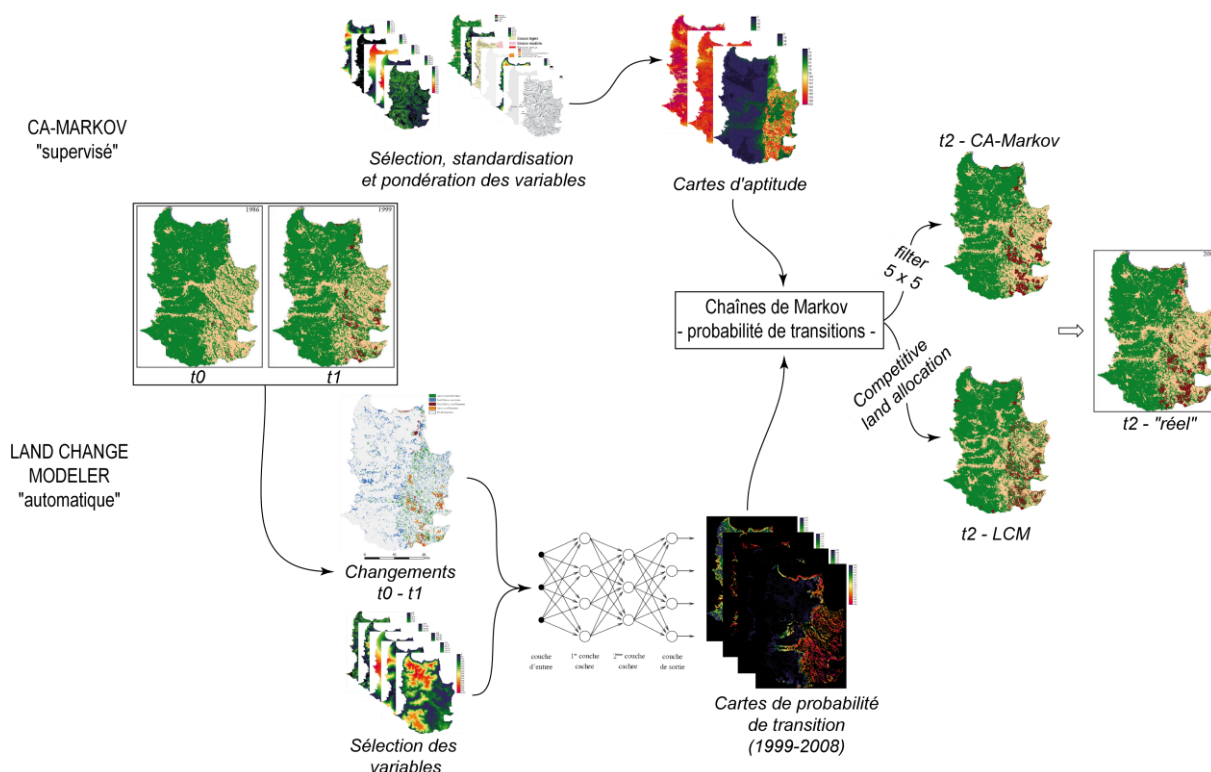 CA-MARKOV
"supervisé"
Sélection, standardisation
et pondération des variables
Cartes d'aptitude
t2 - CA-Markov
1986
1999
t0
t1
filter
5 x 5
Chaînes de Markov
- probabilité de transitions -
Competitive
land allocation
t2 - "réel"
LAND CHANGE
MODELER
"automatique"
t2 - LCM
Changements
t0 - t1
couche
d'entrée
1ère couche
cachée
2ème couche
cachée
couche
de sortie
Cartes de probabilité
de transition
(1999-2008)
Sélection des
variables